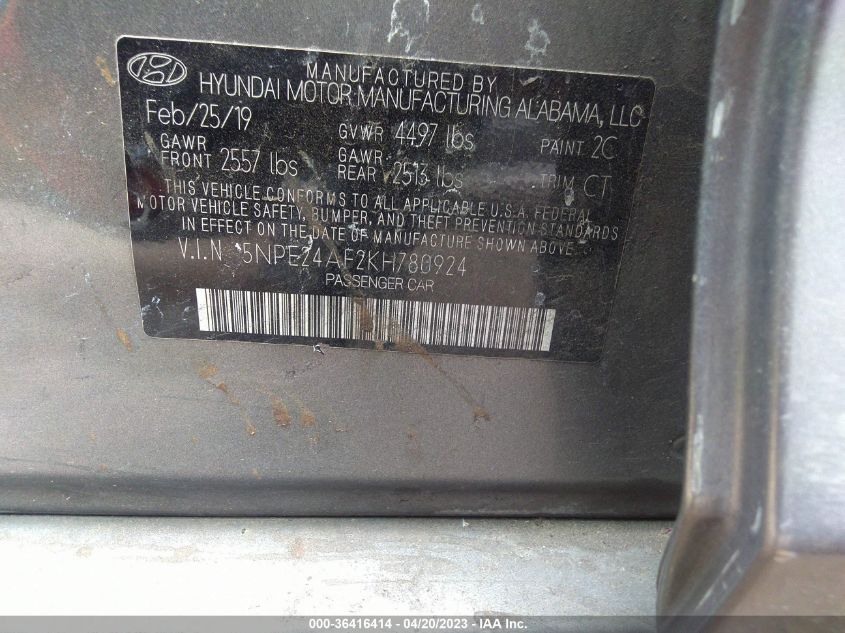 MANUFACTURED BY
HYUNDAI MOTOR MANUFACTURING ALABAMA, LLC
Feb/25/19 GVWR 4497 lbs PAINT 2C
GAWR FRONT 2557 lbs GAWR REAR 2513 lbs TRIM CT
THIS VEHICLE CONFORMS TO ALL APPLICABLE U.S.A. FEDERAL
MOTOR VEHICLE SAFETY, BUMPER, AND THEFT PREVENTION STANDARDS
IN EFFECT ON THE DATE OF MANUFACTURE SHOWN ABOVE.
V.I.N 5NPE24AF2KH780924
PASSENGER CAR
000-36416414 - 04/20/2023 - © IAA Inc.